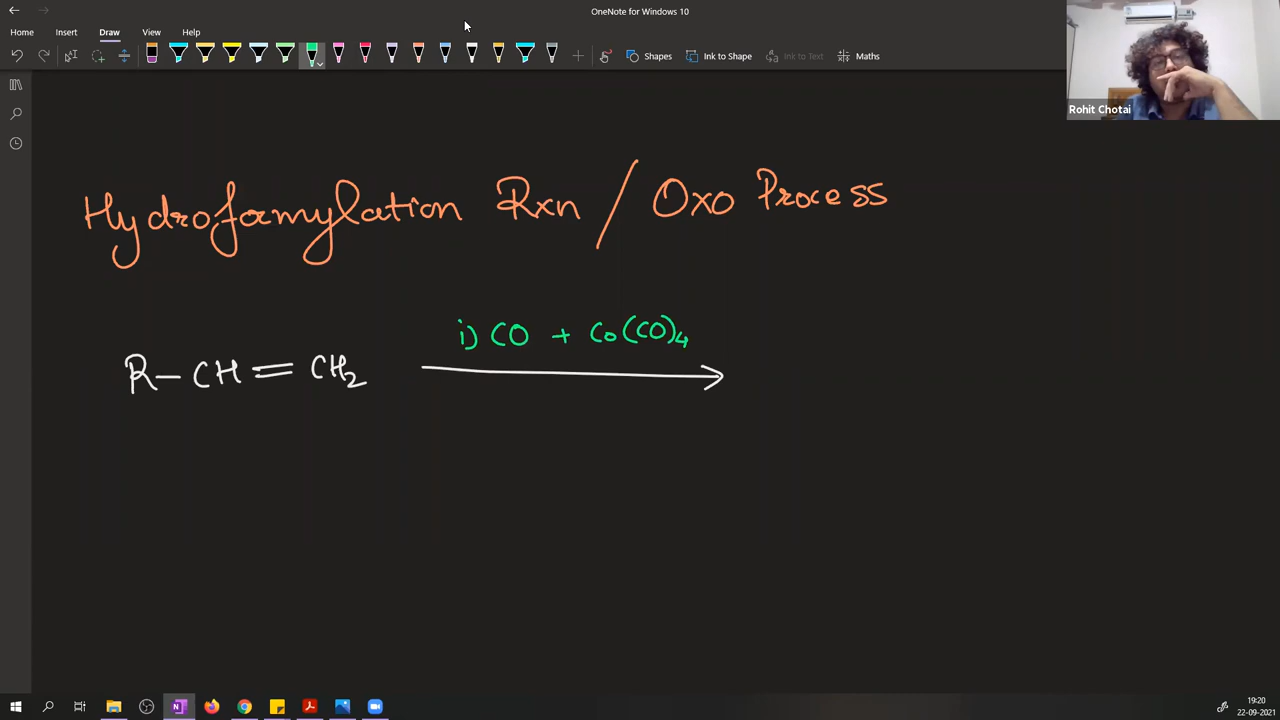 OneNote for Windows 10
Home Insert Draw View Help
Shapes Ink to Shape Ink to Text Maths
Rohit Chotai
Hydroformylation Rxn / Oxo Process
i) CO + Co(CO)4
R–CH=CH2
19:20
22-09-2021